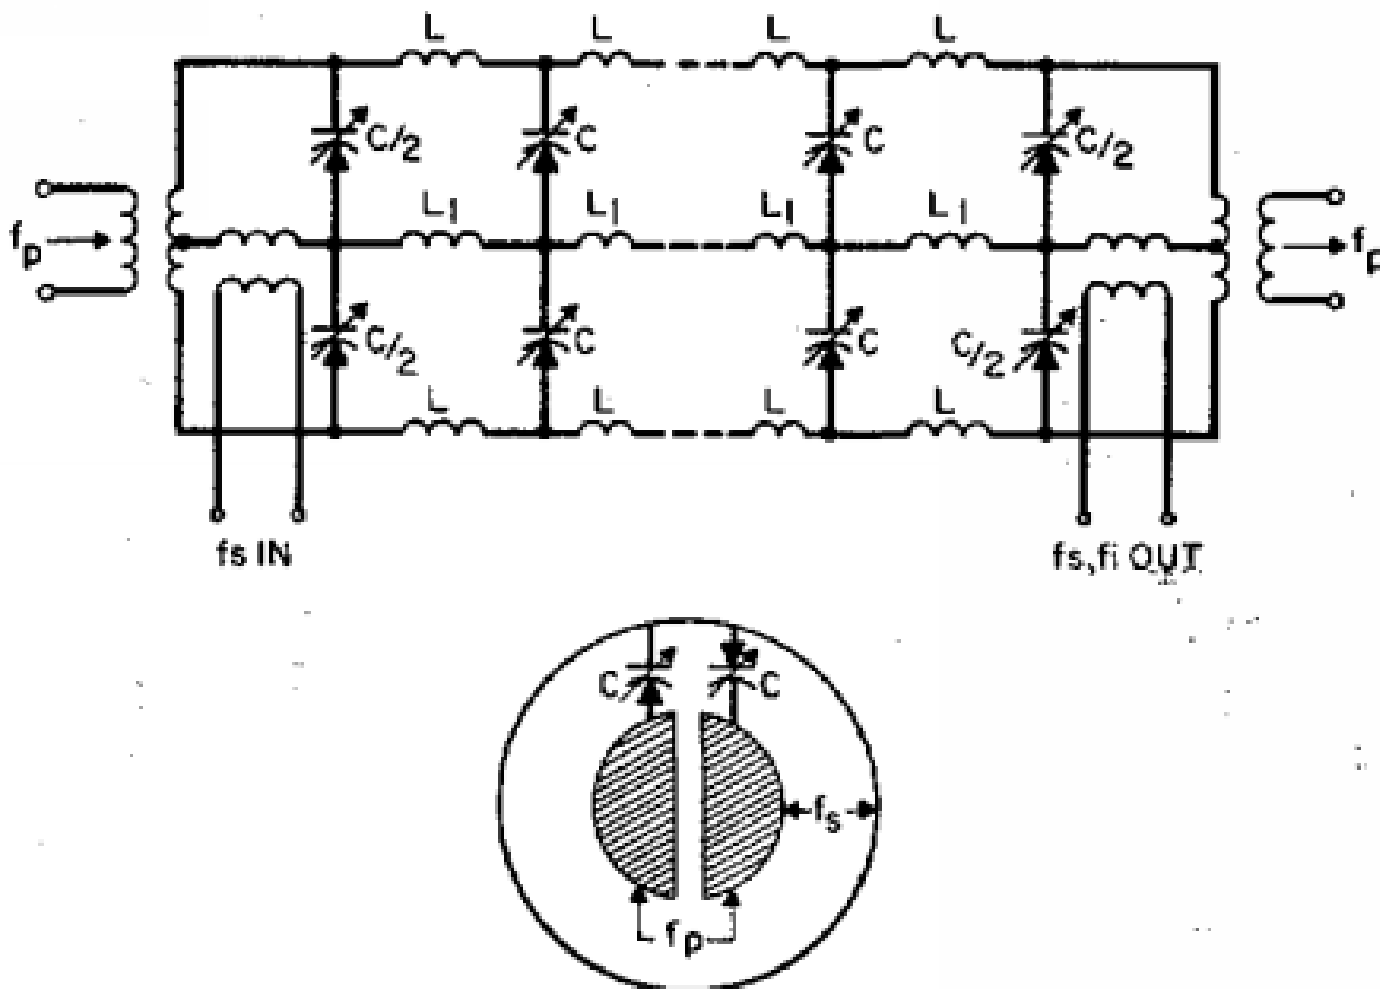 L L L L
C/2 C C C/2
L1 L1 L1 L1
fp fp
C/2 C C C/2
L L L L
fs IN fs,fi OUT
C C
fs
fp